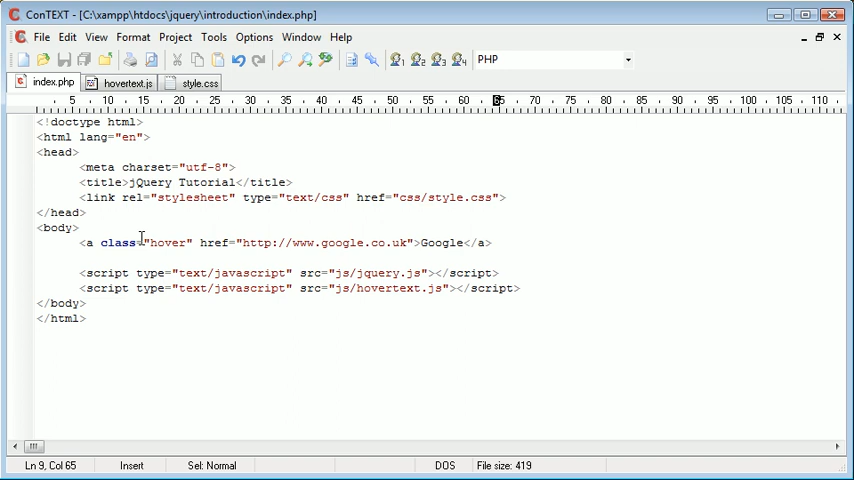 ConTEXT - [C:\xampp\htdocs\jquery\introduction\index.php]
File Edit View Format Project Tools Options Window Help
1 2 3 4 PHP
index.php hovertext.js style.css
5 10 15 20 25 30 35 40 45 50 55 60 65 70 75 80 85 90 95 100 105 110
<!doctype html>
<html lang="en">
<head>
<meta charset="utf-8">
<title>jQuery Tutorial</title>
<link rel="stylesheet" type="text/css" href="css/style.css">
</head>
<body>
<a class="hover" href="http://www.google.co.uk">Google</a>
<script type="text/javascript" src="js/jquery.js"></script>
<script type="text/javascript" src="js/hovertext.js"></script>
</body>
</html>
Ln 9, Col 65 Insert Sel: Normal DOS File size: 419